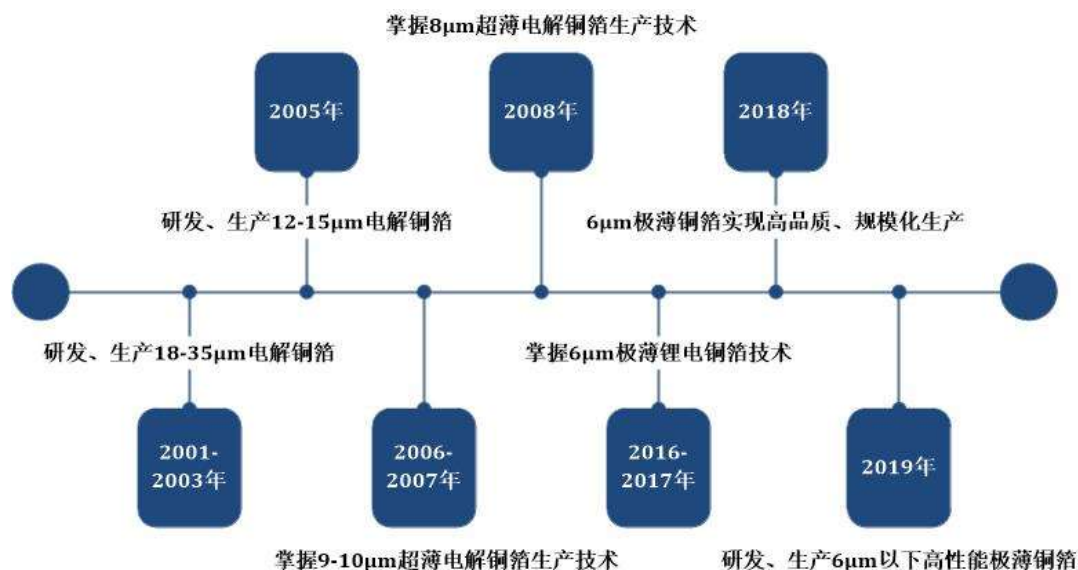 掌握8μm超薄电解铜箔生产技术
2005年
2008年
2018年
研发、生产12-15μm电解铜箔
6μm极薄铜箔实现高品质、规模化生产
研发、生产18-35μm电解铜箔
掌握6μm极薄锂电铜箔技术
2001-
2003年
2006-
2007年
2016-
2017年
2019年
掌握9-10μm超薄电解铜箔生产技术
研发、生产6μm以下高性能极薄铜箔